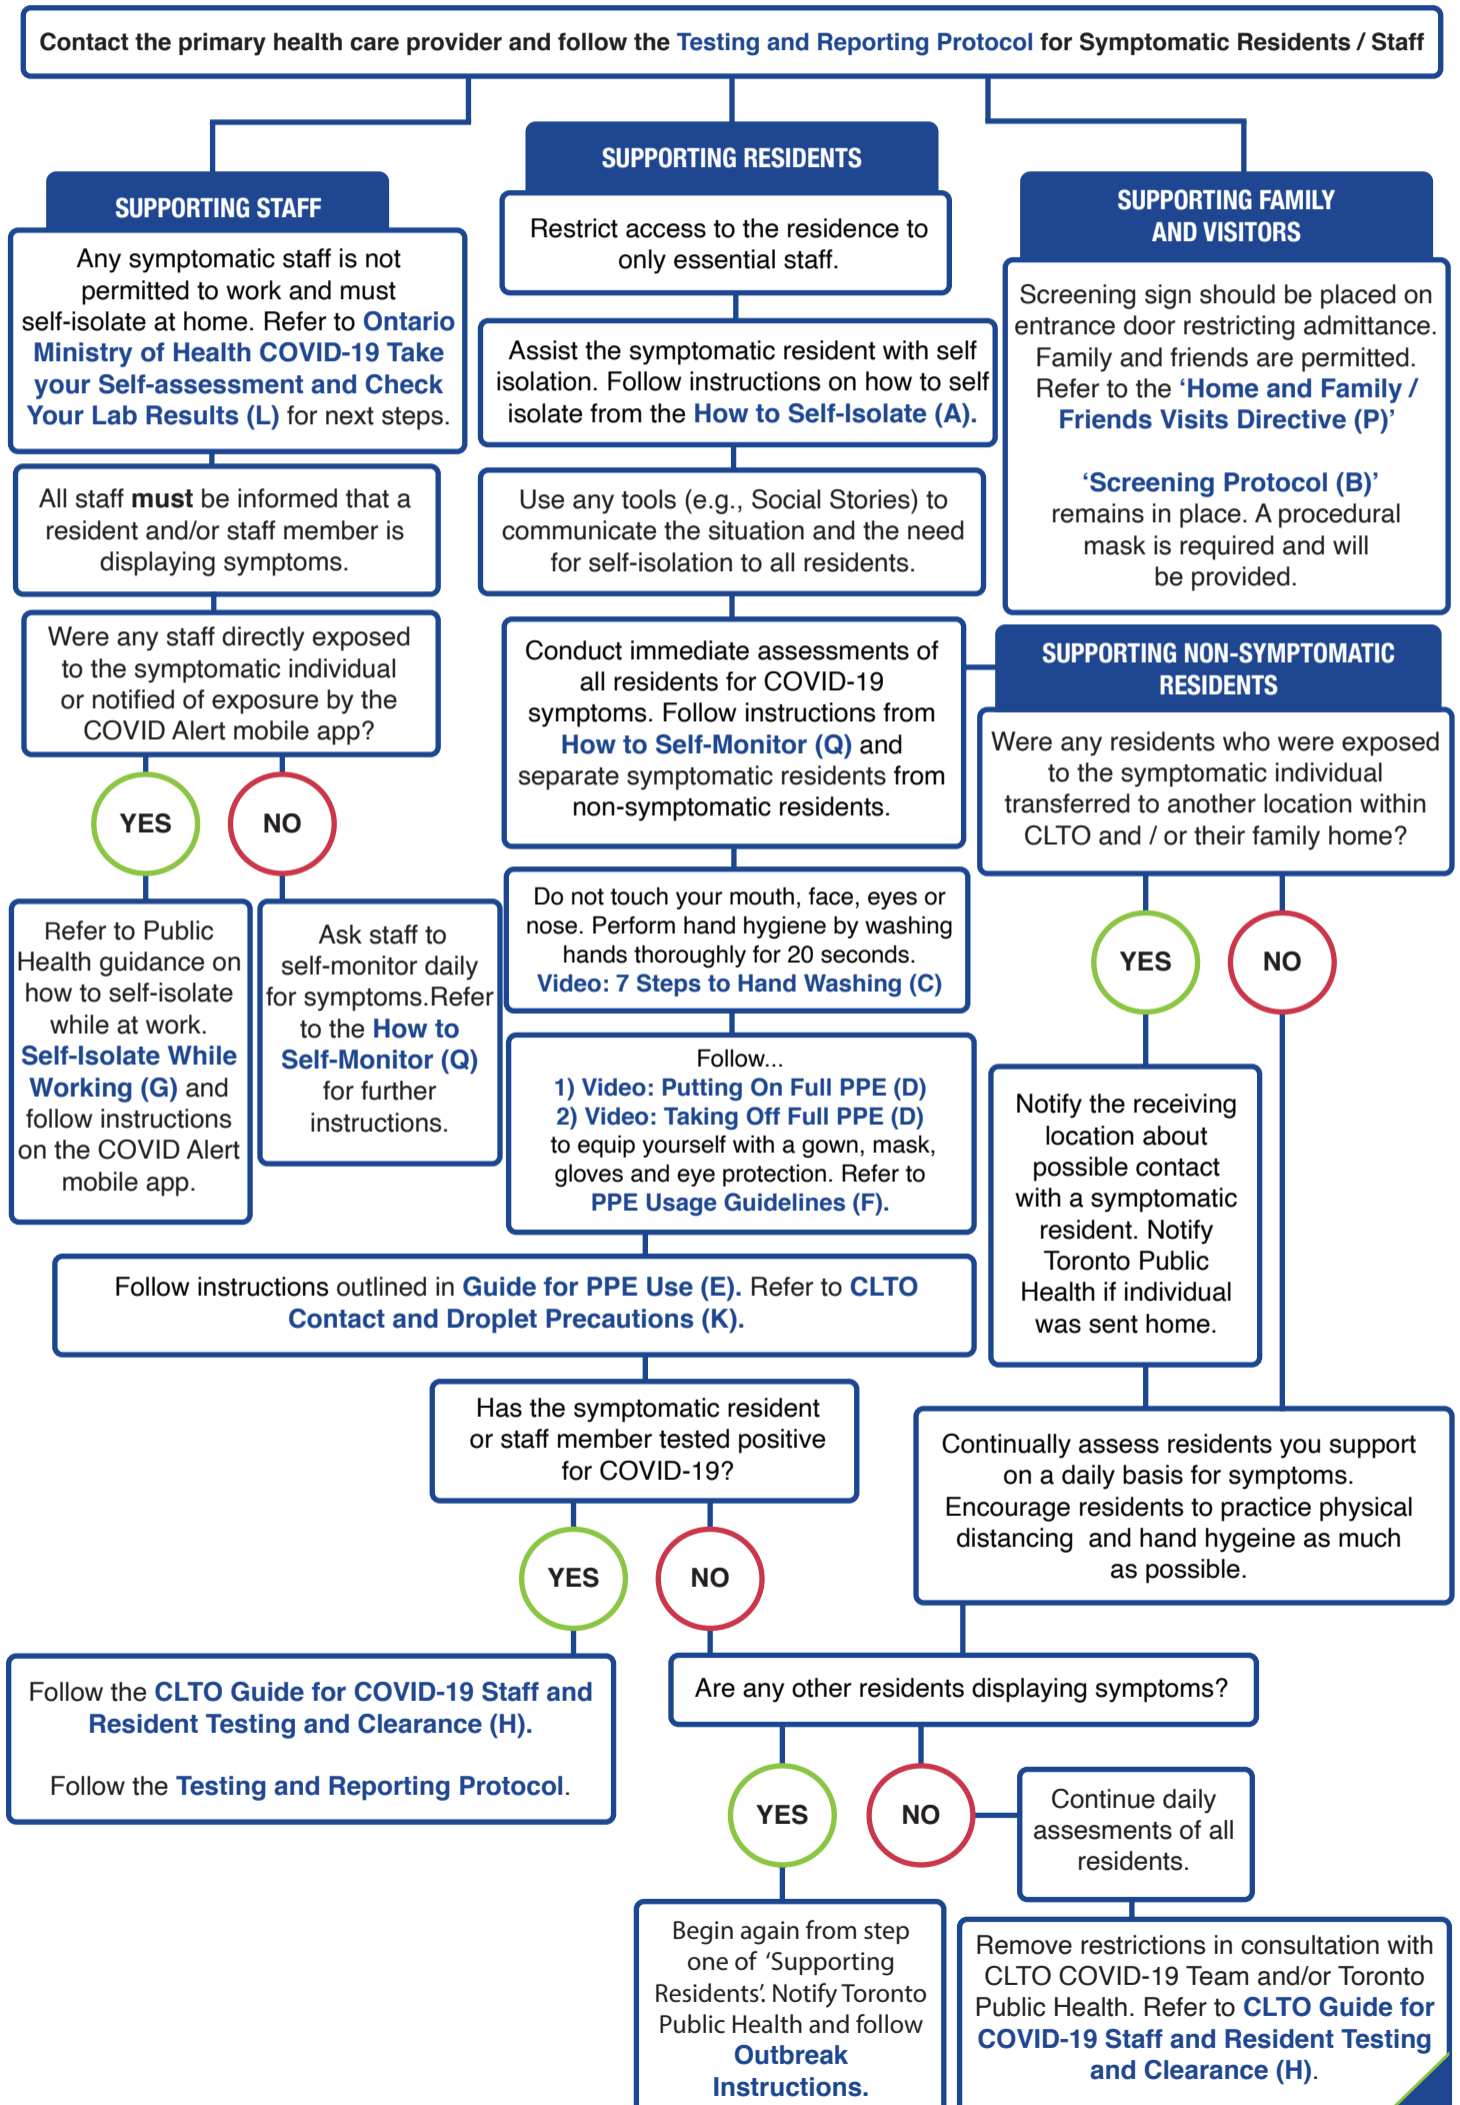 Contact the primary health care provider and follow the Testing and Reporting Protocol for Symptomatic Residents / Staff
SUPPORTING STAFF
Any symptomatic staff is not
permitted to work and must
self-isolate at home. Refer to Ontario
Ministry of Health COVID-19 Take
your Self-assessment and Check
Your Lab Results (L) for next steps.
All staff must be informed that a
resident and/or staff member is
displaying symptoms.
Were any staff directly exposed
to the symptomatic individual
or notified of exposure by the
COVID Alert mobile app?
YES
NO
Refer to Public
Health guidance on
how to self-isolate
while at work.
Self-Isolate While
Working (G) and
follow instructions
on the COVID Alert
mobile app.
Ask staff to
self-monitor daily
for symptoms.Refer
to the How to
Self-Monitor (Q)
for further
instructions.
SUPPORTING RESIDENTS
Restrict access to the residence to
only essential staff.
Assist the symptomatic resident with self
isolation. Follow instructions on how to self
isolate from the How to Self-Isolate (A).
Use any tools (e.g., Social Stories) to
communicate the situation and the need
for self-isolation to all residents.
Conduct immediate assessments of
all residents for COVID-19
symptoms. Follow instructions from
How to Self-Monitor (Q) and
separate symptomatic residents from
non-symptomatic residents.
Do not touch your mouth, face, eyes or
nose. Perform hand hygiene by washing
hands thoroughly for 20 seconds.
Video: 7 Steps to Hand Washing (C)
Follow...
1) Video: Putting On Full PPE (D)
2) Video: Taking Off Full PPE (D)
to equip yourself with a gown, mask,
gloves and eye protection. Refer to
PPE Usage Guidelines (F).
Follow instructions outlined in Guide for PPE Use (E). Refer to CLTO
Contact and Droplet Precautions (K).
Has the symptomatic resident
or staff member tested positive
for COVID-19?
YES
NO
Follow the CLTO Guide for COVID-19 Staff and
Resident Testing and Clearance (H).
Follow the Testing and Reporting Protocol.
SUPPORTING FAMILY
AND VISITORS
Screening sign should be placed on
entrance door restricting admittance.
Family and friends are permitted.
Refer to the ‘Home and Family /
Friends Visits Directive (P)’
‘Screening Protocol (B)’
remains in place. A procedural
mask is required and will
be provided.
SUPPORTING NON-SYMPTOMATIC
RESIDENTS
Were any residents who were exposed
to the symptomatic individual
transferred to another location within
CLTO and / or their family home?
YES
NO
Notify the receiving
location about
possible contact
with a symptomatic
resident. Notify
Toronto Public
Health if individual
was sent home.
Continually assess residents you support
on a daily basis for symptoms.
Encourage residents to practice physical
distancing and hand hygeine as much
as possible.
Are any other residents displaying symptoms?
YES
NO
Continue daily
assesments of all
residents.
Begin again from step
one of ‘Supporting
Residents’. Notify Toronto
Public Health and follow
Outbreak
Instructions.
Remove restrictions in consultation with
CLTO COVID-19 Team and/or Toronto
Public Health. Refer to CLTO Guide for
COVID-19 Staff and Resident Testing
and Clearance (H).